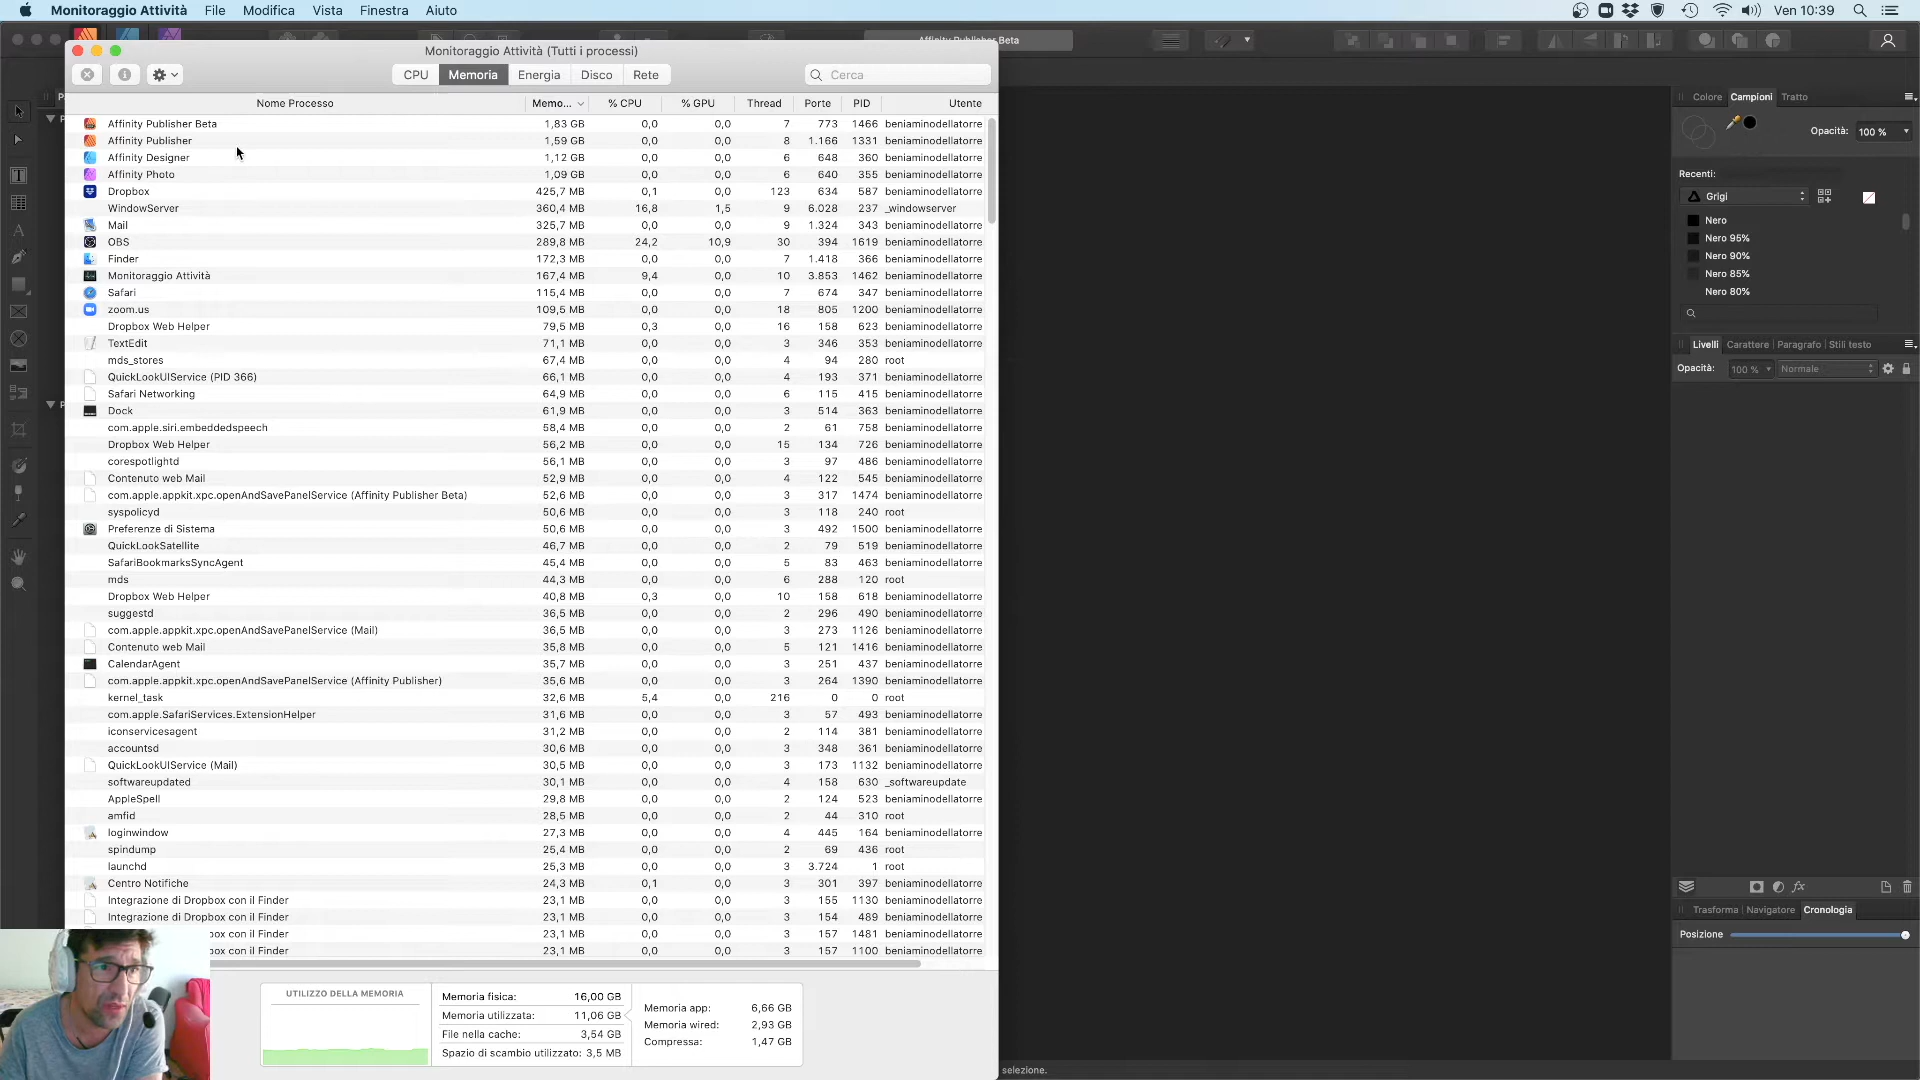 Monitoraggio Attività File Modifica Vista Finestra Aiuto Ven 10:39
Affinity Publisher Beta
Monitoraggio Attività (Tutti i processi)
CPU Memoria Energia Disco Rete Cerca
Nome Processo Memo... % CPU % GPU Thread Porte PID Utente
Affinity Publisher Beta 1,83 GB 0,0 0,0 7 773 1466 beniaminodellatorre
Affinity Publisher 1,59 GB 0,0 0,0 8 1.166 1331 beniaminodellatorre
Affinity Designer 1,12 GB 0,0 0,0 6 648 360 beniaminodellatorre
Affinity Photo 1,09 GB 0,0 0,0 6 640 355 beniaminodellatorre
Dropbox 425,7 MB 0,1 0,0 123 634 587 beniaminodellatorre
WindowServer 360,4 MB 16,8 1,5 9 6.028 237 _windowserver
Mail 325,7 MB 0,0 0,0 9 1.324 343 beniaminodellatorre
OBS 289,8 MB 24,2 10,9 30 394 1619 beniaminodellatorre
Finder 172,3 MB 0,0 0,0 7 1.418 366 beniaminodellatorre
Monitoraggio Attività 167,4 MB 9,4 0,0 10 3.853 1462 beniaminodellatorre
Safari 115,4 MB 0,0 0,0 7 674 347 beniaminodellatorre
zoom.us 109,5 MB 0,0 0,0 18 805 1200 beniaminodellatorre
Dropbox Web Helper 79,5 MB 0,3 0,0 16 158 623 beniaminodellatorre
TextEdit 71,1 MB 0,0 0,0 3 346 353 beniaminodellatorre
mds_stores 67,4 MB 0,0 0,0 4 94 280 root
QuickLookUIService (PID 366) 66,1 MB 0,0 0,0 4 193 371 beniaminodellatorre
Safari Networking 64,9 MB 0,0 0,0 6 115 415 beniaminodellatorre
Dock 61,9 MB 0,0 0,0 3 514 363 beniaminodellatorre
com.apple.siri.embeddedspeech 58,4 MB 0,0 0,0 2 61 758 beniaminodellatorre
Dropbox Web Helper 56,2 MB 0,0 0,0 15 134 726 beniaminodellatorre
corespotlightd 56,1 MB 0,0 0,0 3 97 486 beniaminodellatorre
Contenuto web Mail 52,9 MB 0,0 0,0 4 122 545 beniaminodellatorre
com.apple.appkit.xpc.openAndSavePanelService (Affinity Publisher Beta) 52,6 MB 0,0 0,0 3 317 1474 beniaminodellatorre
syspolicyd 50,6 MB 0,0 0,0 3 118 240 root
Preferenze di Sistema 50,6 MB 0,0 0,0 3 492 1500 beniaminodellatorre
QuickLookSatellite 46,7 MB 0,0 0,0 2 79 519 beniaminodellatorre
SafariBookmarksSyncAgent 45,4 MB 0,0 0,0 5 83 463 beniaminodellatorre
mds 44,3 MB 0,0 0,0 6 288 120 root
Dropbox Web Helper 40,8 MB 0,3 0,0 10 158 618 beniaminodellatorre
suggestd 36,5 MB 0,0 0,0 2 296 490 beniaminodellatorre
com.apple.appkit.xpc.openAndSavePanelService (Mail) 36,5 MB 0,0 0,0 3 273 1126 beniaminodellatorre
Contenuto web Mail 35,8 MB 0,0 0,0 5 121 1416 beniaminodellatorre
CalendarAgent 35,7 MB 0,0 0,0 3 251 437 beniaminodellatorre
com.apple.appkit.xpc.openAndSavePanelService (Affinity Publisher) 35,6 MB 0,0 0,0 3 264 1390 beniaminodellatorre
kernel_task 32,6 MB 5,4 0,0 216 0 0 root
com.apple.SafariServices.ExtensionHelper 31,6 MB 0,0 0,0 3 57 493 beniaminodellatorre
iconservicesagent 31,2 MB 0,0 0,0 2 114 381 beniaminodellatorre
accountsd 30,6 MB 0,0 0,0 3 348 361 beniaminodellatorre
QuickLookUIService (Mail) 30,5 MB 0,0 0,0 3 173 1132 beniaminodellatorre
softwareupdated 30,1 MB 0,0 0,0 4 158 630 _softwareupdate
AppleSpell 29,8 MB 0,0 0,0 2 124 523 beniaminodellatorre
amfid 28,5 MB 0,0 0,0 2 44 310 root
loginwindow 27,3 MB 0,0 0,0 4 445 164 beniaminodellatorre
spindump 25,4 MB 0,0 0,0 2 69 436 root
launchd 25,3 MB 0,0 0,0 3 3.724 1 root
Centro Notifiche 24,3 MB 0,1 0,0 3 301 397 beniaminodellatorre
Integrazione di Dropbox con il Finder 23,1 MB 0,0 0,0 3 155 1130 beniaminodellatorre
Integrazione di Dropbox con il Finder 23,1 MB 0,0 0,0 3 154 489 beniaminodellatorre
box con il Finder 23,1 MB 0,0 0,0 3 157 1481 beniaminodellatorre
box con il Finder 23,1 MB 0,0 0,0 3 157 1100 beniaminodellatorre
UTILIZZO DELLA MEMORIA
Memoria fisica: 16,00 GB
Memoria utilizzata: 11,06 GB
File nella cache: 3,54 GB
Spazio di scambio utilizzato: 3,5 MB
Memoria app: 6,66 GB
Memoria wired: 2,93 GB
Compressa: 1,47 GB
Colore Campioni Tratto
Opacità: 100 %
Recenti:
Grigi
Nero
Nero 95%
Nero 90%
Nero 85%
Nero 80%
Livelli Carattere Paragrafo Stili testo
Opacità: 100 % Normale
Trasforma Navigatore Cronologia
Posizione
selezione.